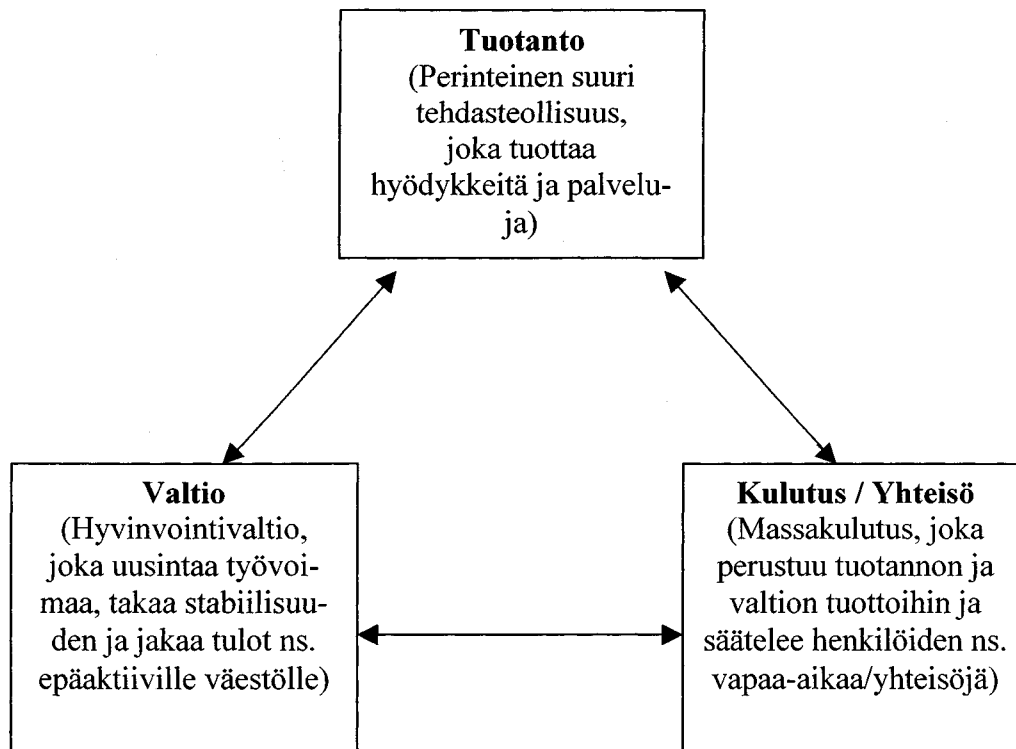 Tuotanto
(Perinteinen suuri
tehdasteollisuus,
joka tuottaa
hyödykkeitä ja palvelu-
ja)
Valtio
(Hyvinvointivaltio,
joka uusintaa työvoi-
maa, takaa stabiilisuu-
den ja jakaa tulot ns.
epäaktiiville väestölle)
Kulutus / Yhteisö
(Massakulutus, joka
perustuu tuotannon ja
valtion tuottoihin ja
säätelee henkilöiden ns.
vapaa-aikaa/yhteisöjä)